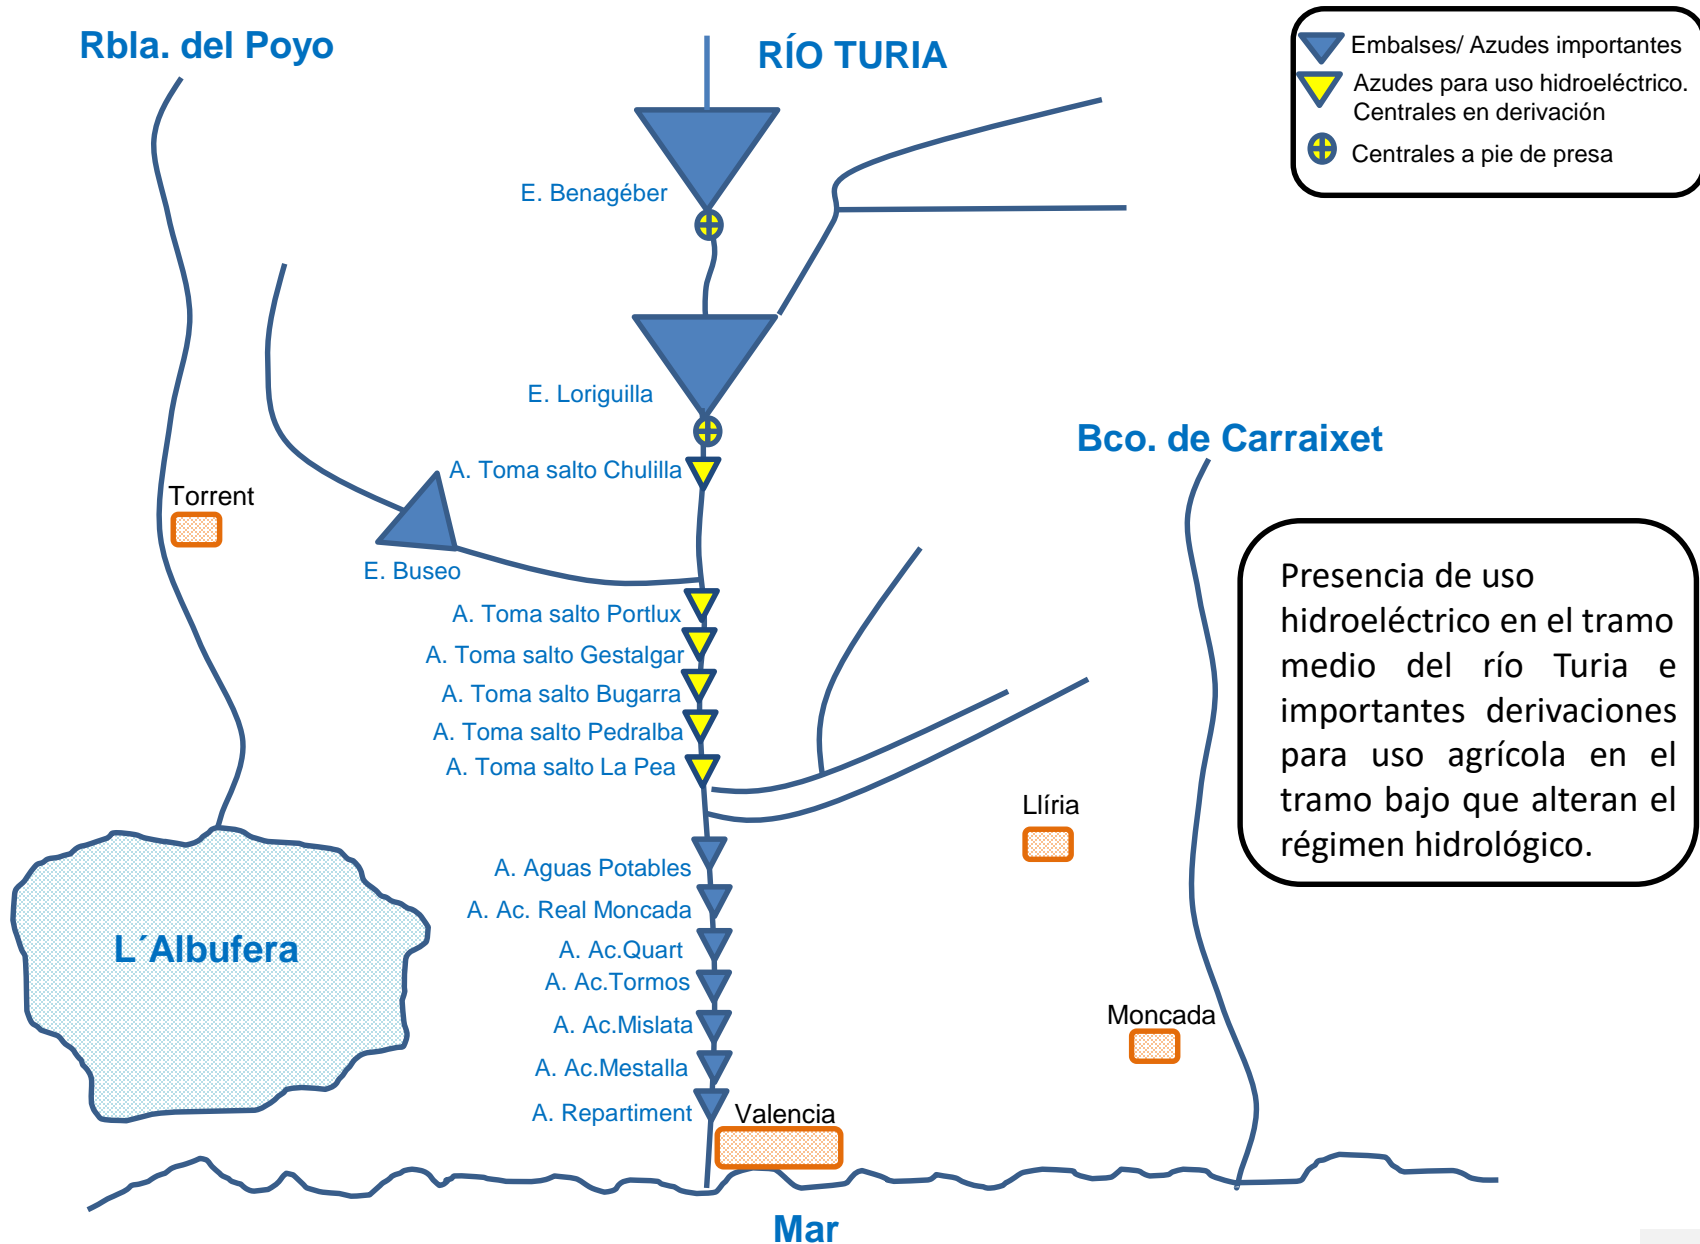 Rbla. del Poyo
RÍO TURIA
Embalses/ Azudes importantes
Azudes para uso hidroeléctrico.
Centrales en derivación
Centrales a pie de presa
E. Benagéber
E. Loriguilla
Bco. de Carraixet
A. Toma salto Chulilla
Torrent
E. Buseo
A. Toma salto Portlux
A. Toma salto Gestalgar
A. Toma salto Bugarra
A. Toma salto Pedralba
A. Toma salto La Pea
Presencia de uso
hidroeléctrico en el tramo
medio del río Turia e
importantes derivaciones
para uso agrícola en el
tramo bajo que alteran el
régimen hidrológico.
Llíria
A. Aguas Potables
A. Ac. Real Moncada
L´Albufera
A. Ac.Quart
A. Ac.Tormos
Moncada
A. Ac.Mislata
A. Ac.Mestalla
A. Repartiment
Valencia
Mar